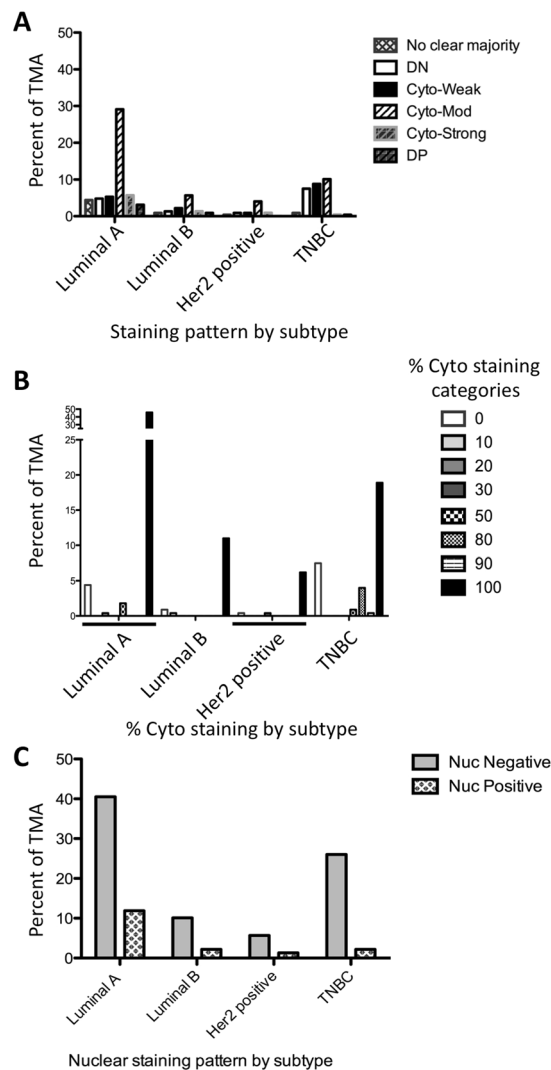 A
50
40
30
20
10
0
Percent of TMA
No clear majority
DN
Cyto-Weak
Cyto-Mod
Cyto-Strong
DP
Luminal A
Luminal B
Her2 positive
TNBC
Staining pattern by subtype
B
% Cyto staining
categories
0
10
20
30
50
80
90
100
50
40
30
25
20
15
10
5
0
Percent of TMA
Luminal A
Luminal B
Her2 positive
TNBC
% Cyto staining by subtype
C
50
40
30
20
10
0
Percent of TMA
Nuc Negative
Nuc Positive
Luminal A
Luminal B
Her2 positive
TNBC
Nuclear staining pattern by subtype